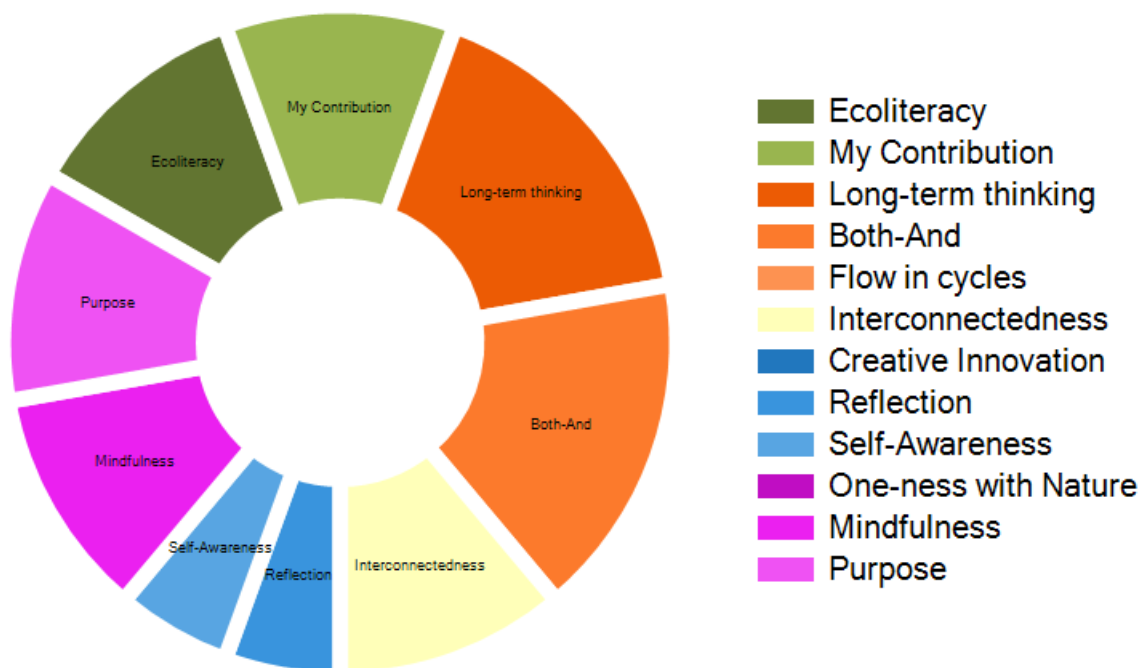 My Contribution
Ecoliteracy
Long-term thinking
Purpose
Both-And
Mindfulness
Self-Awareness
Interconnectedness
Reflection
Ecoliteracy
My Contribution
Long-term thinking
Both-And
Flow in cycles
Interconnectedness
Creative Innovation
Reflection
Self-Awareness
One-ness with Nature
Mindfulness
Purpose